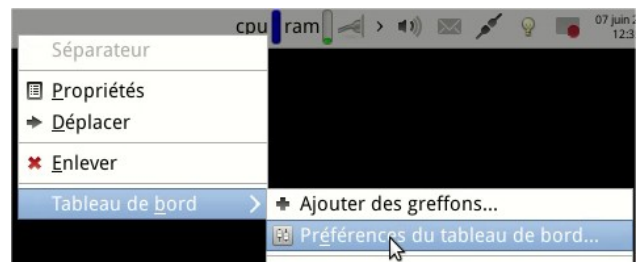 cpu ram 07 juin
12:3
Séparateur
Propriétés
Déplacer
Enlever
Tableau de bord
Ajouter des greffons...
Préférences du tableau de bord...